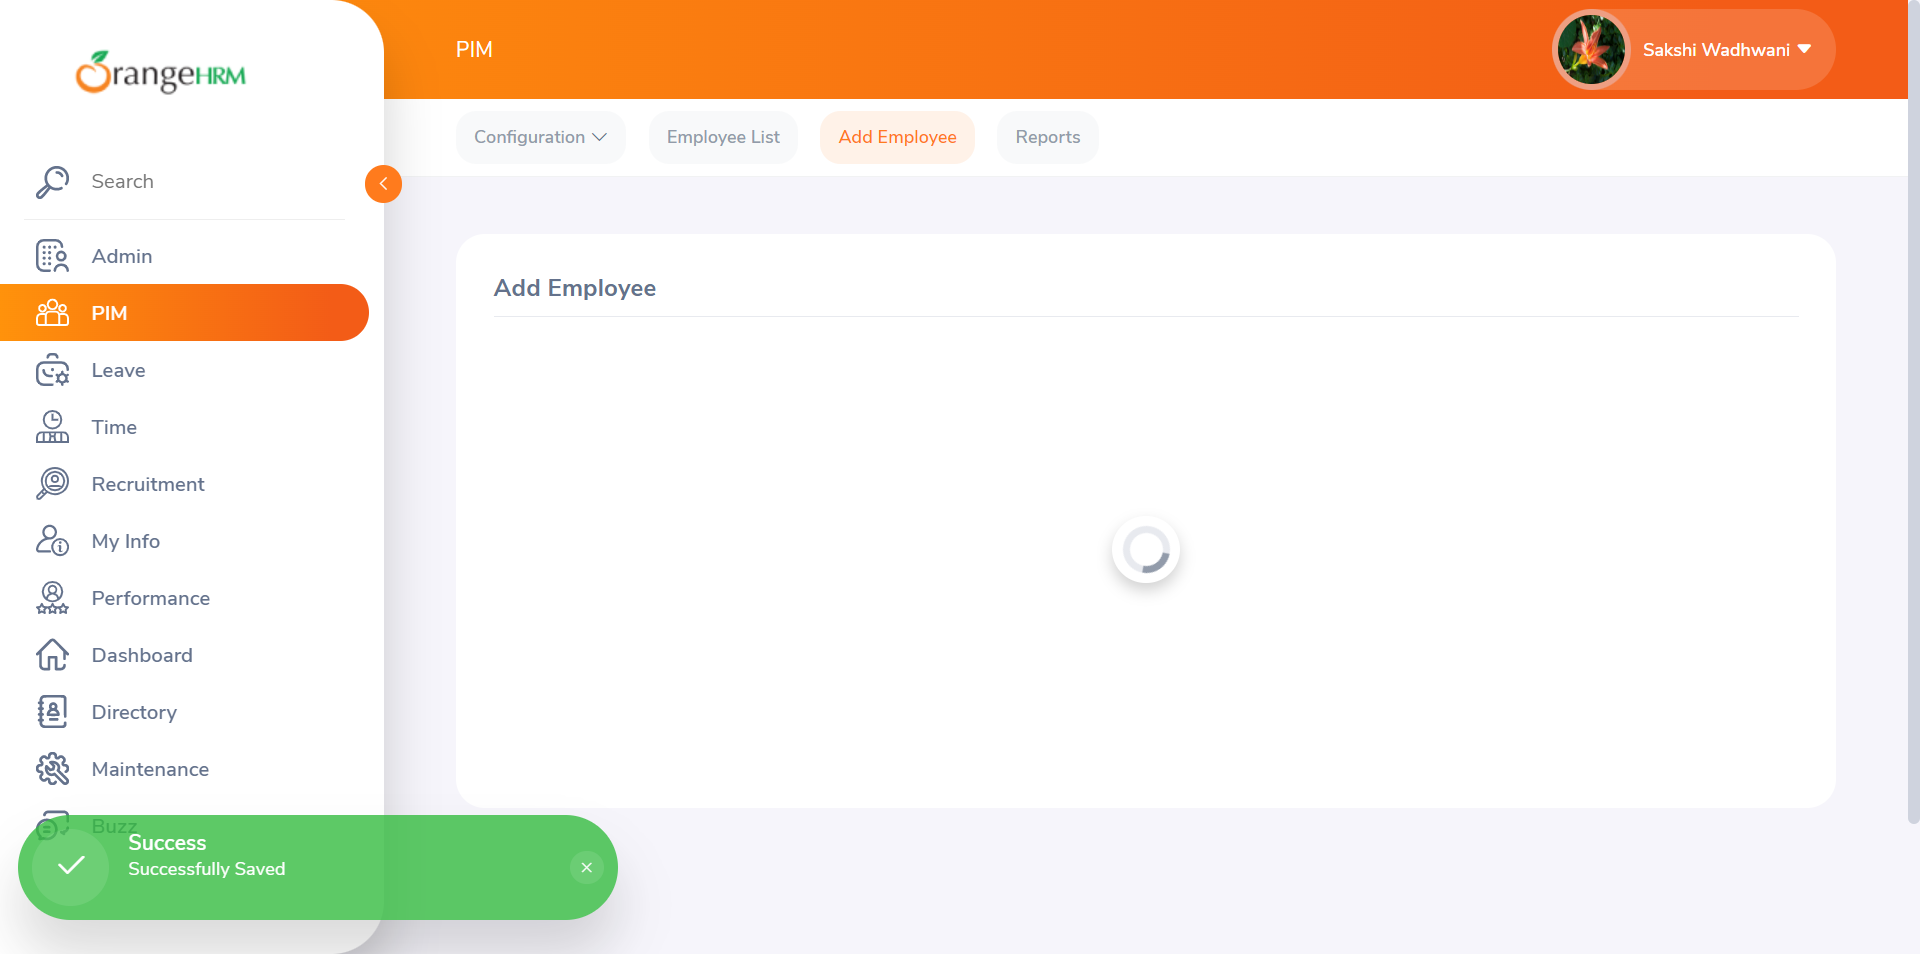 OrangeHRM
PIM
Sakshi Wadhwani
Configuration
Employee List
Add Employee
Reports
Search
Admin
PIM
Leave
Time
Recruitment
My Info
Performance
Dashboard
Directory
Maintenance
Buzz
Add Employee
Success
Successfully Saved